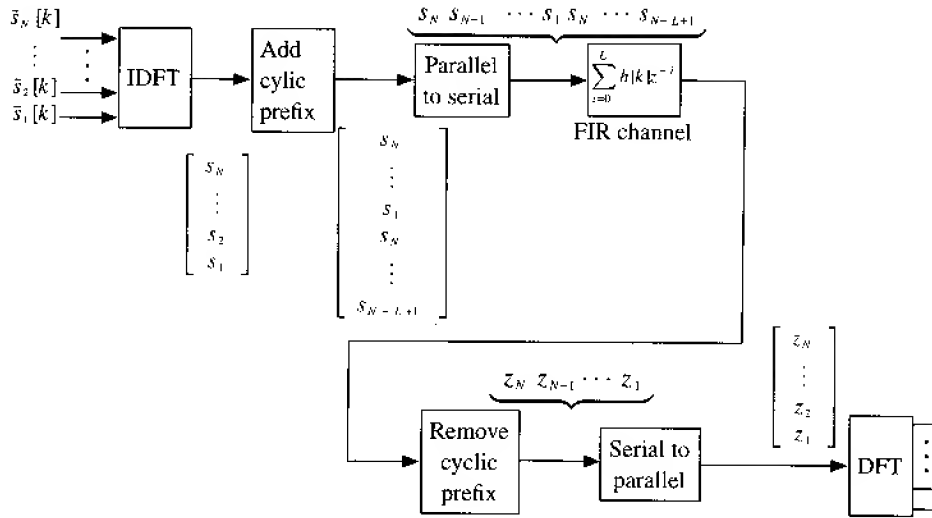 s̄_N[k]
⋮ ⋮
s̄_2[k]
s̄_1[k]
IDFT
Add
cylic
prefix
Parallel
to serial
s_N s_{N-1} ⋯ s_1 s_N ⋯ s_{N-L+1}
L
∑ h[k]z^{-i}
i=0
FIR channel
s_N
⋮
s_2
s_1
s_N
⋮
s_1
s_N
⋮
s_{N-L+1}
z_N z_{N-1} ⋯ z_1
Remove
cyclic
prefix
Serial to
parallel
z_N
⋮
z_2
z_1
DFT
⋮